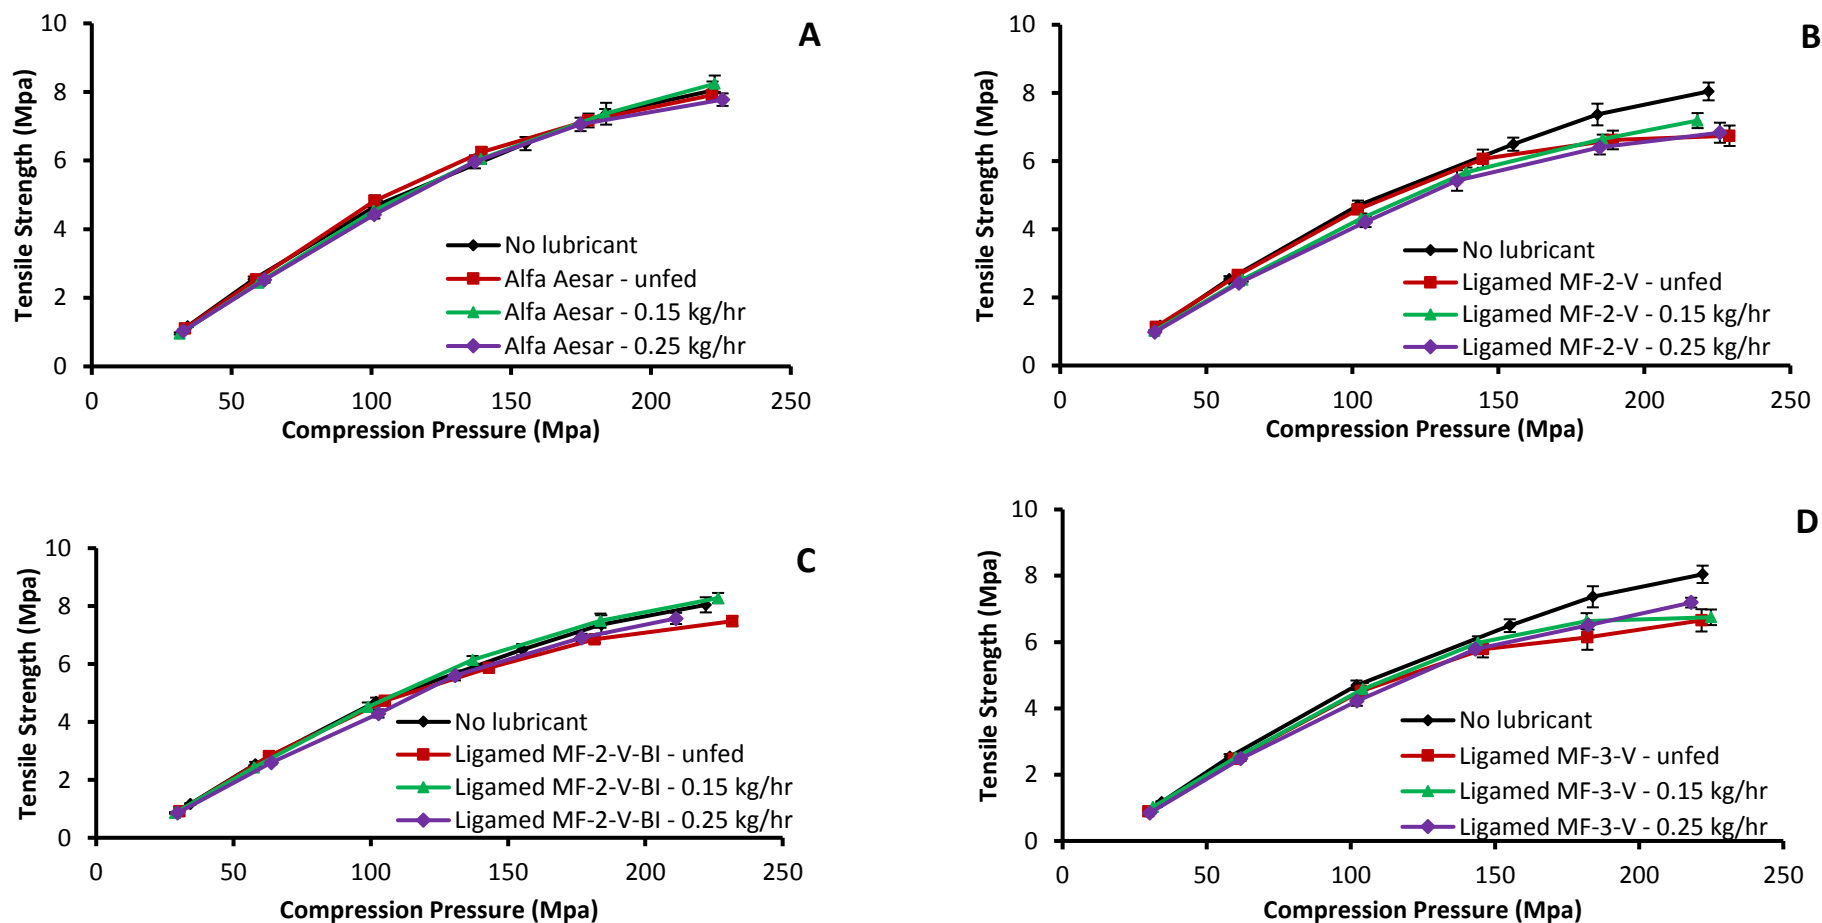 A
Tensile Strength (Mpa)
10
8
6
4
2
0
No lubricant
Alfa Aesar - unfed
Alfa Aesar - 0.15 kg/hr
Alfa Aesar - 0.25 kg/hr
0 50 100 150 200 250
Compression Pressure (Mpa)
B
Tensile Strength (Mpa)
10
8
6
4
2
0
No lubricant
Ligamed MF-2-V - unfed
Ligamed MF-2-V - 0.15 kg/hr
Ligamed MF-2-V - 0.25 kg/hr
0 50 100 150 200 250
Compression Pressure (Mpa)
C
Tensile Strength (Mpa)
10
8
6
4
2
0
No lubricant
Ligamed MF-2-V-BI - unfed
Ligamed MF-2-V-BI - 0.15 kg/hr
Ligamed MF-2-V-BI - 0.25 kg/hr
0 50 100 150 200 250
Compression Pressure (Mpa)
D
Tensile Strength (Mpa)
10
8
6
4
2
0
No lubricant
Ligamed MF-3-V - unfed
Ligamed MF-3-V - 0.15 kg/hr
Ligamed MF-3-V - 0.25 kg/hr
0 50 100 150 200 250
Compression Pressure (Mpa)